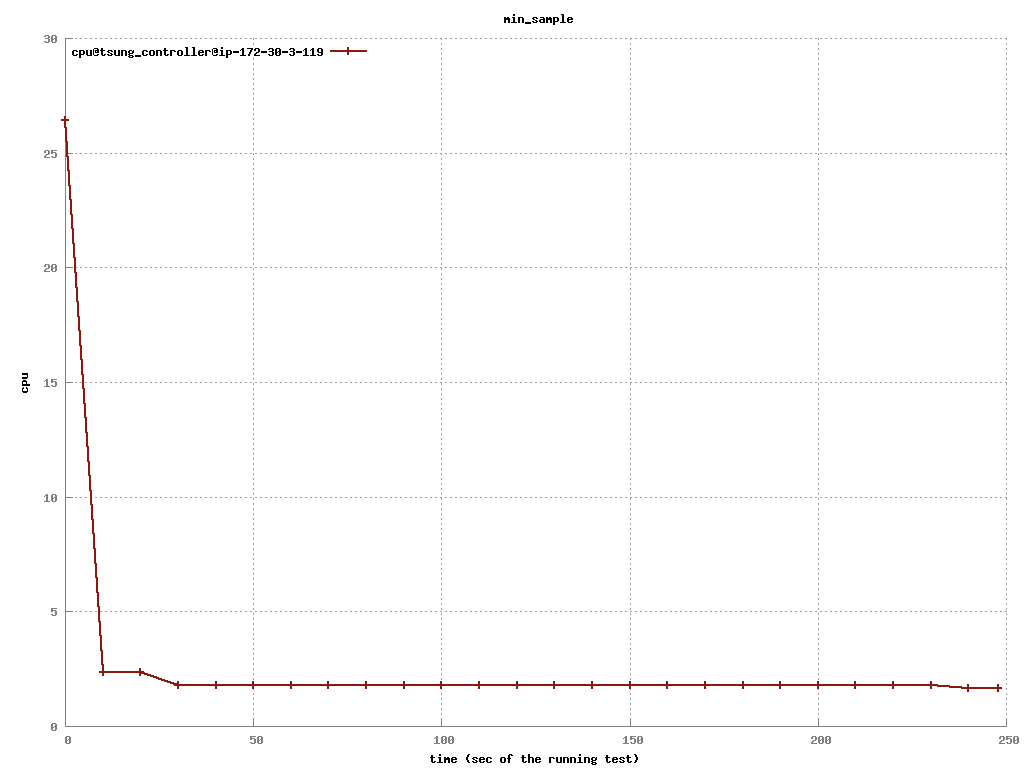 min_sample
30
cpu@tsung_controller@ip-172-30-3-119
25
20
15
cpu
10
5
0
0 50 100 150 200 250
time (sec of the running test)